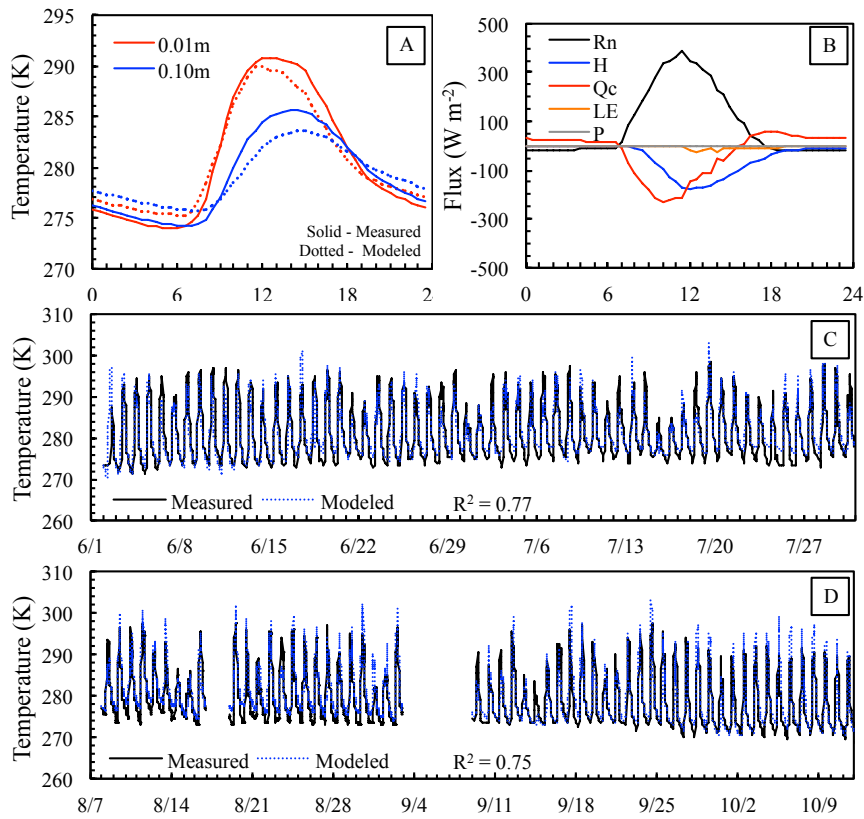 295
290
285
280
275
270
Temperature (K)
0.01m
0.10m
A
Solid - Measured
Dotted - Modeled
0 6 12 18 2
500
300
100
-100
-300
-500
Flux (W m-2)
Rn
H
Qc
LE
P
B
0 6 12 18 24
310
300
290
280
270
260
Temperature (K)
C
Measured Modeled R2 = 0.77
6/1 6/8 6/15 6/22 6/29 7/6 7/13 7/20 7/27
310
300
290
280
270
260
Temperature (K)
D
Measured Modeled R2 = 0.75
8/7 8/14 8/21 8/28 9/4 9/11 9/18 9/25 10/2 10/9